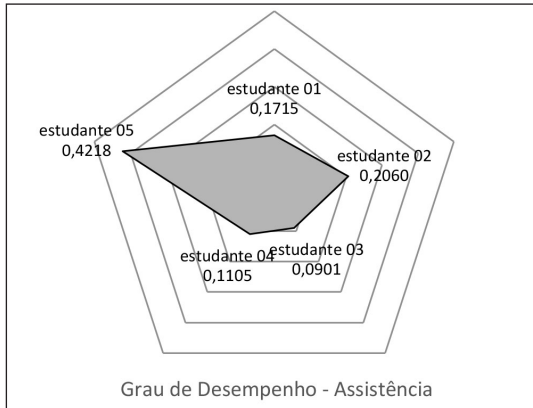 estudante 01
0,1715
estudante 05
0,4218
estudante 02
0,2060
estudante 04
0,1105
estudante 03
0,0901
Grau de Desempenho - Assistência